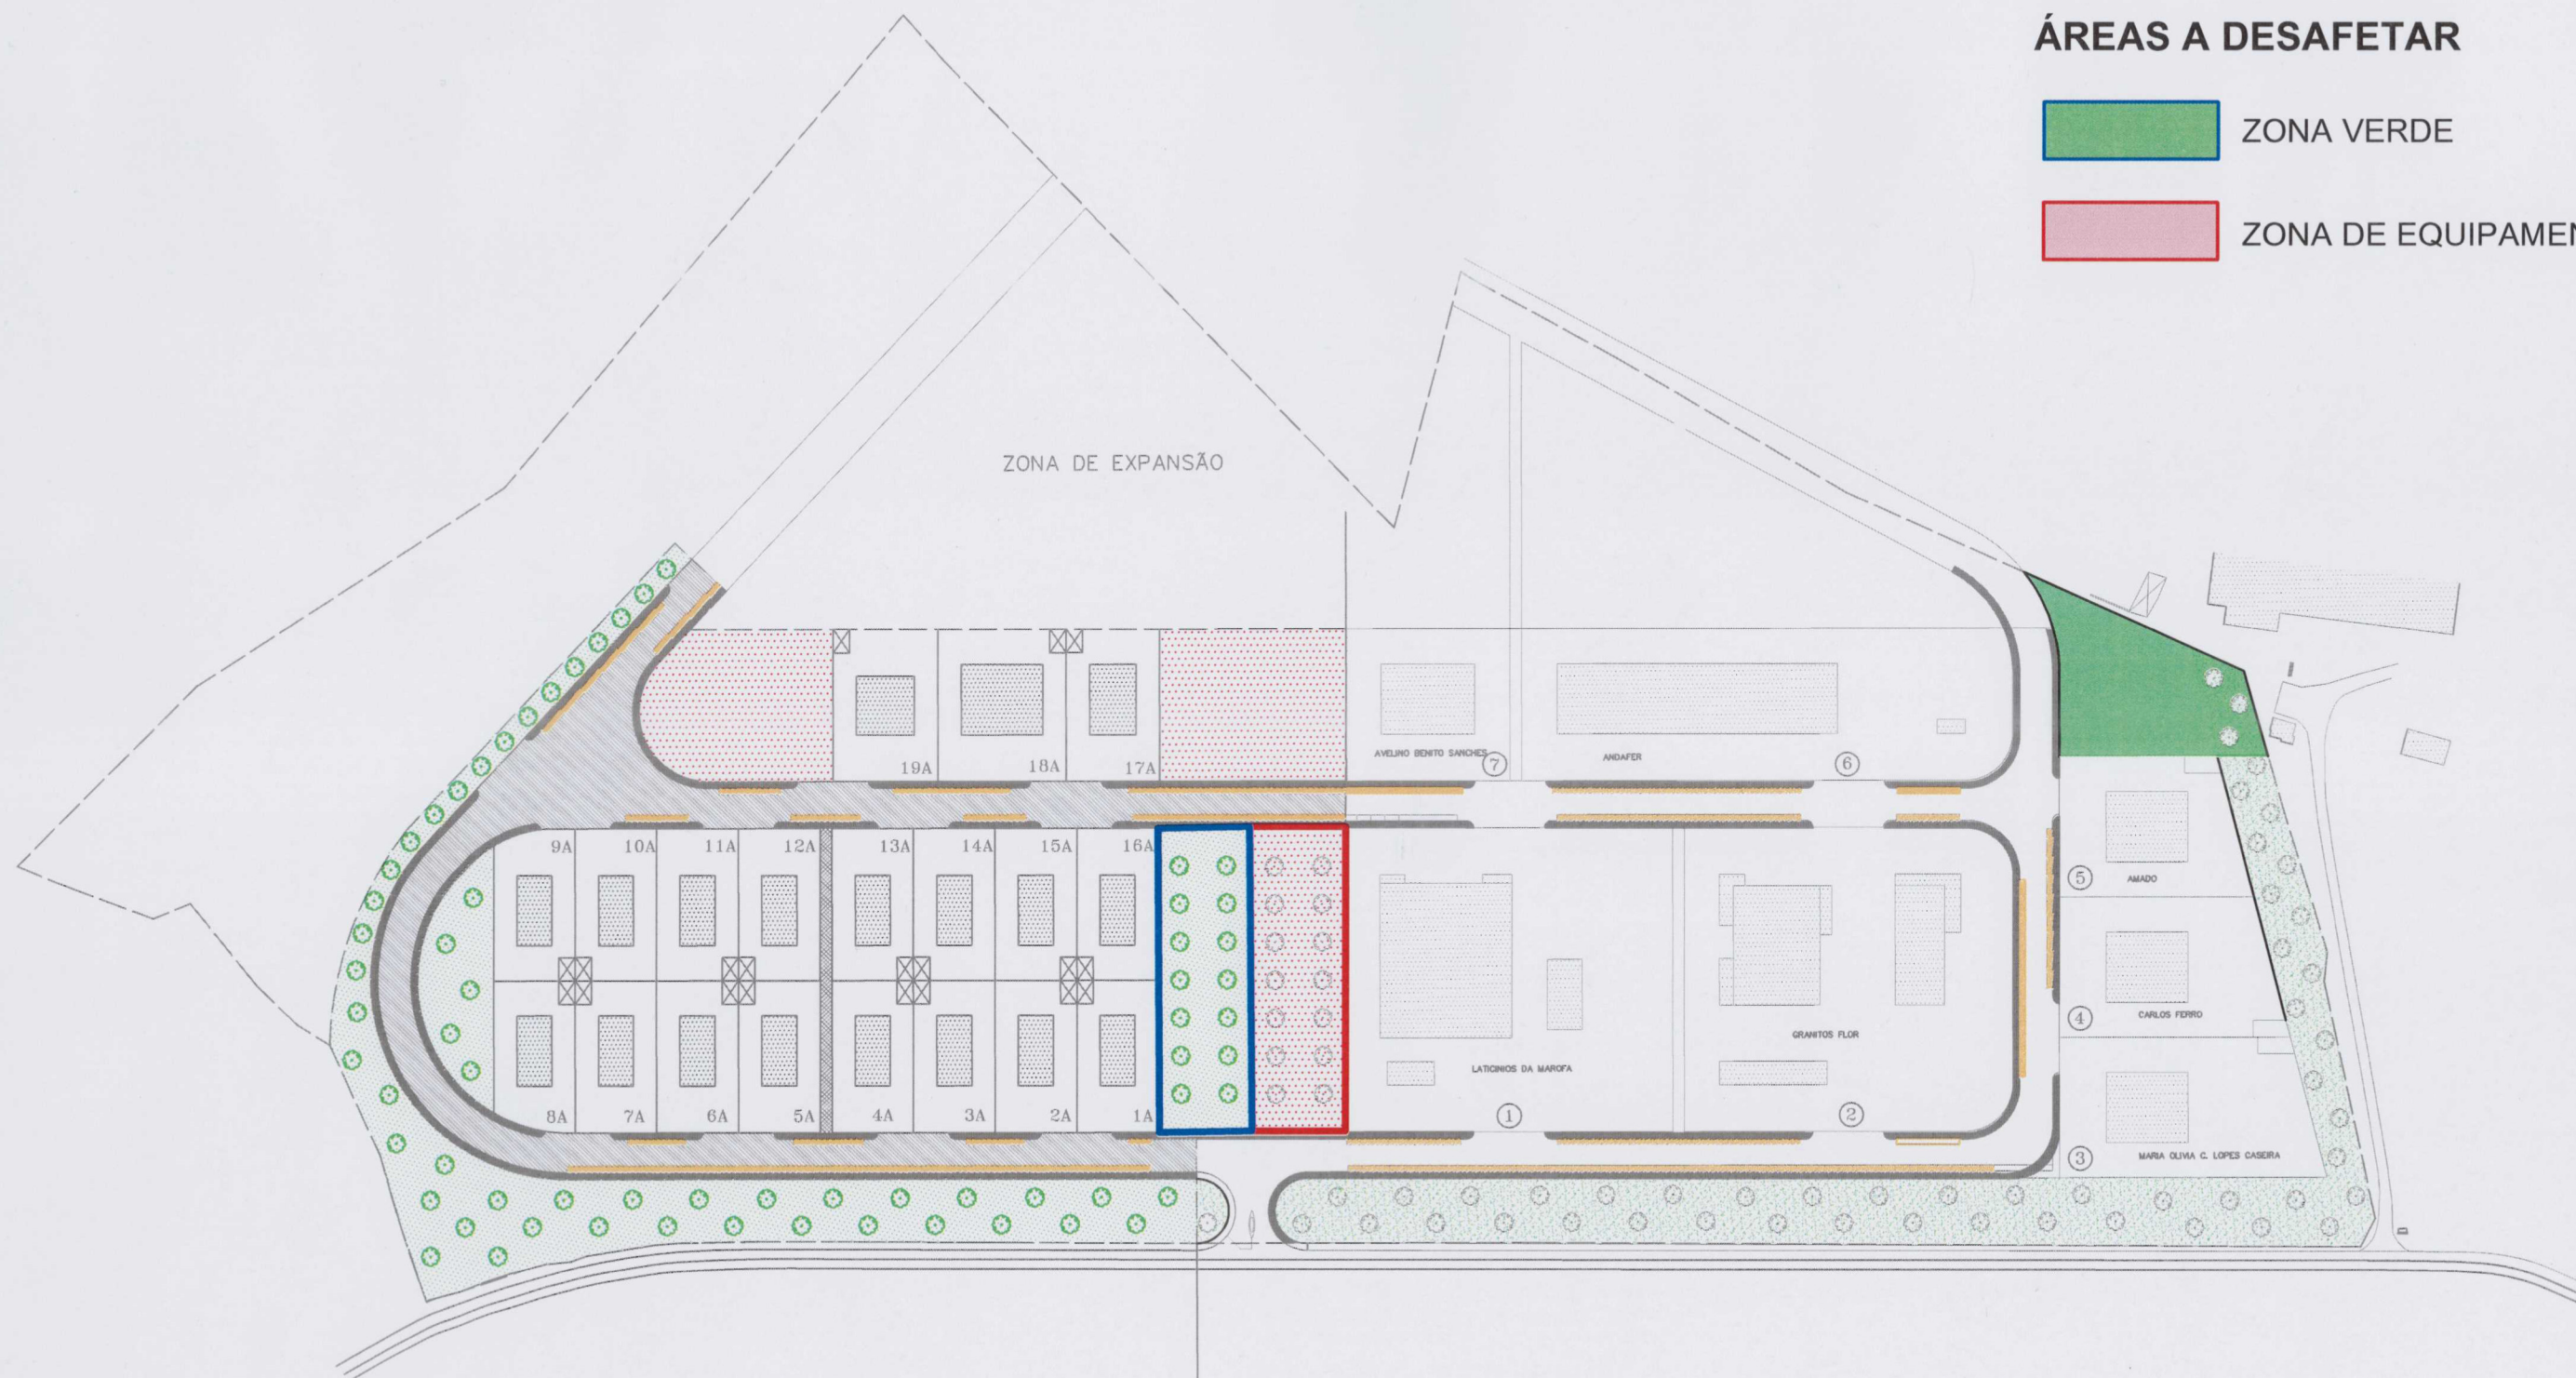 ÁREAS A DESAFETAR
ZONA VERDE
ZONA DE EQUIPAMEN
ZONA DE EXPANSÃO
19A
18A
17A
AVELINO BENITO SANCHES
7
ANDAFER
6
9A
10A
11A
12A
13A
14A
15A
16A
5
AMADO
4
CARLOS FERRO
GRANITOS FLOR
LATICINIOS DA MAROFA
8A
7A
6A
5A
4A
3A
2A
1A
1
2
3
MARIA OLIVIA C. LOPES CASEIRA